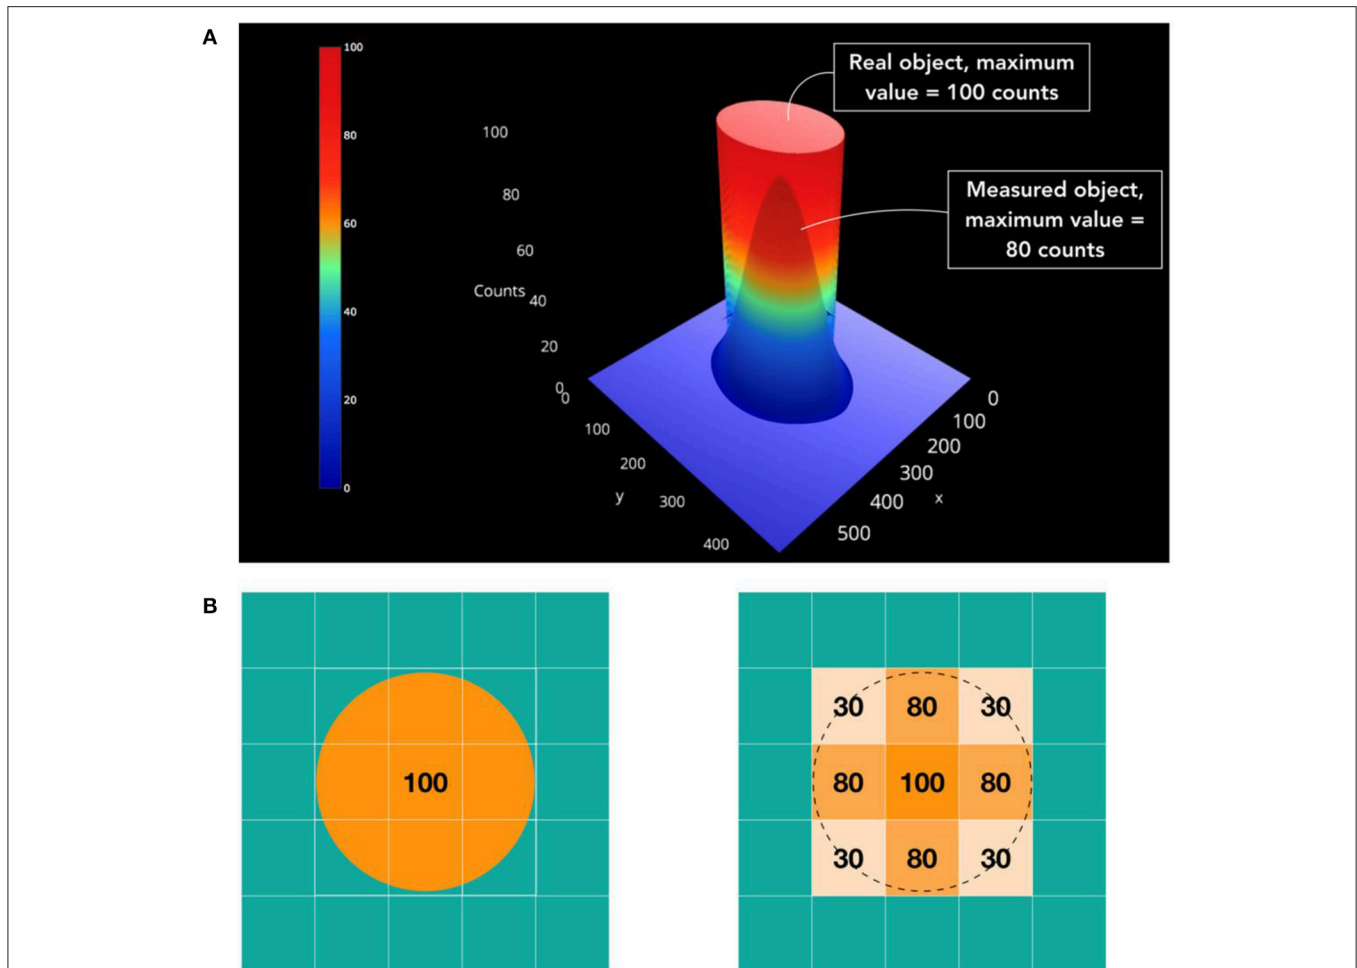 A
100
80
60
40
20
0
100
80
60
Counts 40
20
0
0
100
200
y 300
400
0
100
200
300
400 x
500
Real object, maximum
value = 100 counts
Measured object,
maximum value =
80 counts
B
100
30 80 30
80 100 80
30 80 30